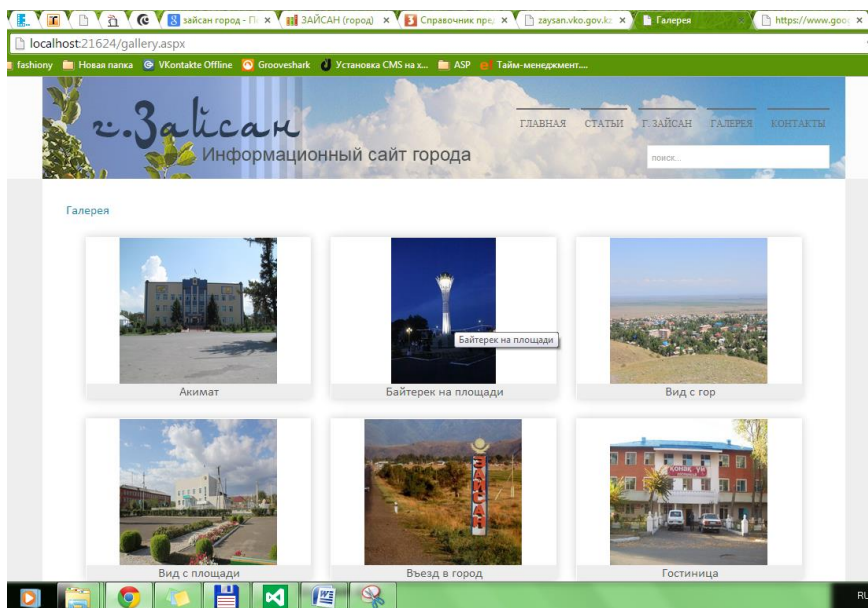 зайсан город - П
ЗАЙСАН (город)
Справочник пре
zaysan.vko.gov.kz
Галерея
https://www.goo
localhost:21624/gallery.aspx
fashiony Новая папка VKontakte Offline Grooveshark Установка CMS на х... ASP Тайм-менеджмент....
г.Зайсан
Информационный сайт города
ГЛАВНАЯ СТАТЬИ Г. ЗАЙСАН ГАЛЕРЕЯ КОНТАКТЫ
поиск...
Галерея
Байтерек на площади
Акимат Байтерек на площади Вид с гор
ЗАЙСАН
ҚОНАҚ ҮЙ
Вид с площади Въезд в город Гостиница
RU